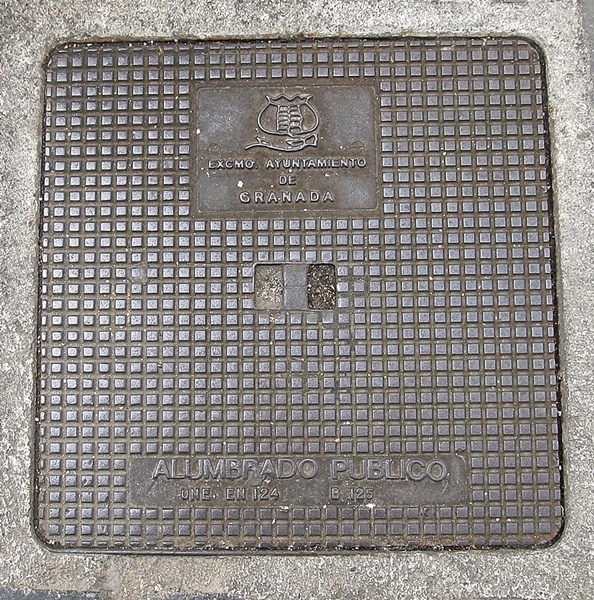 EXCMO. AYUNTAMIENTO
DE
GRANADA
ALUMBRADO PUBLICO
UNE. EN 124 B 125